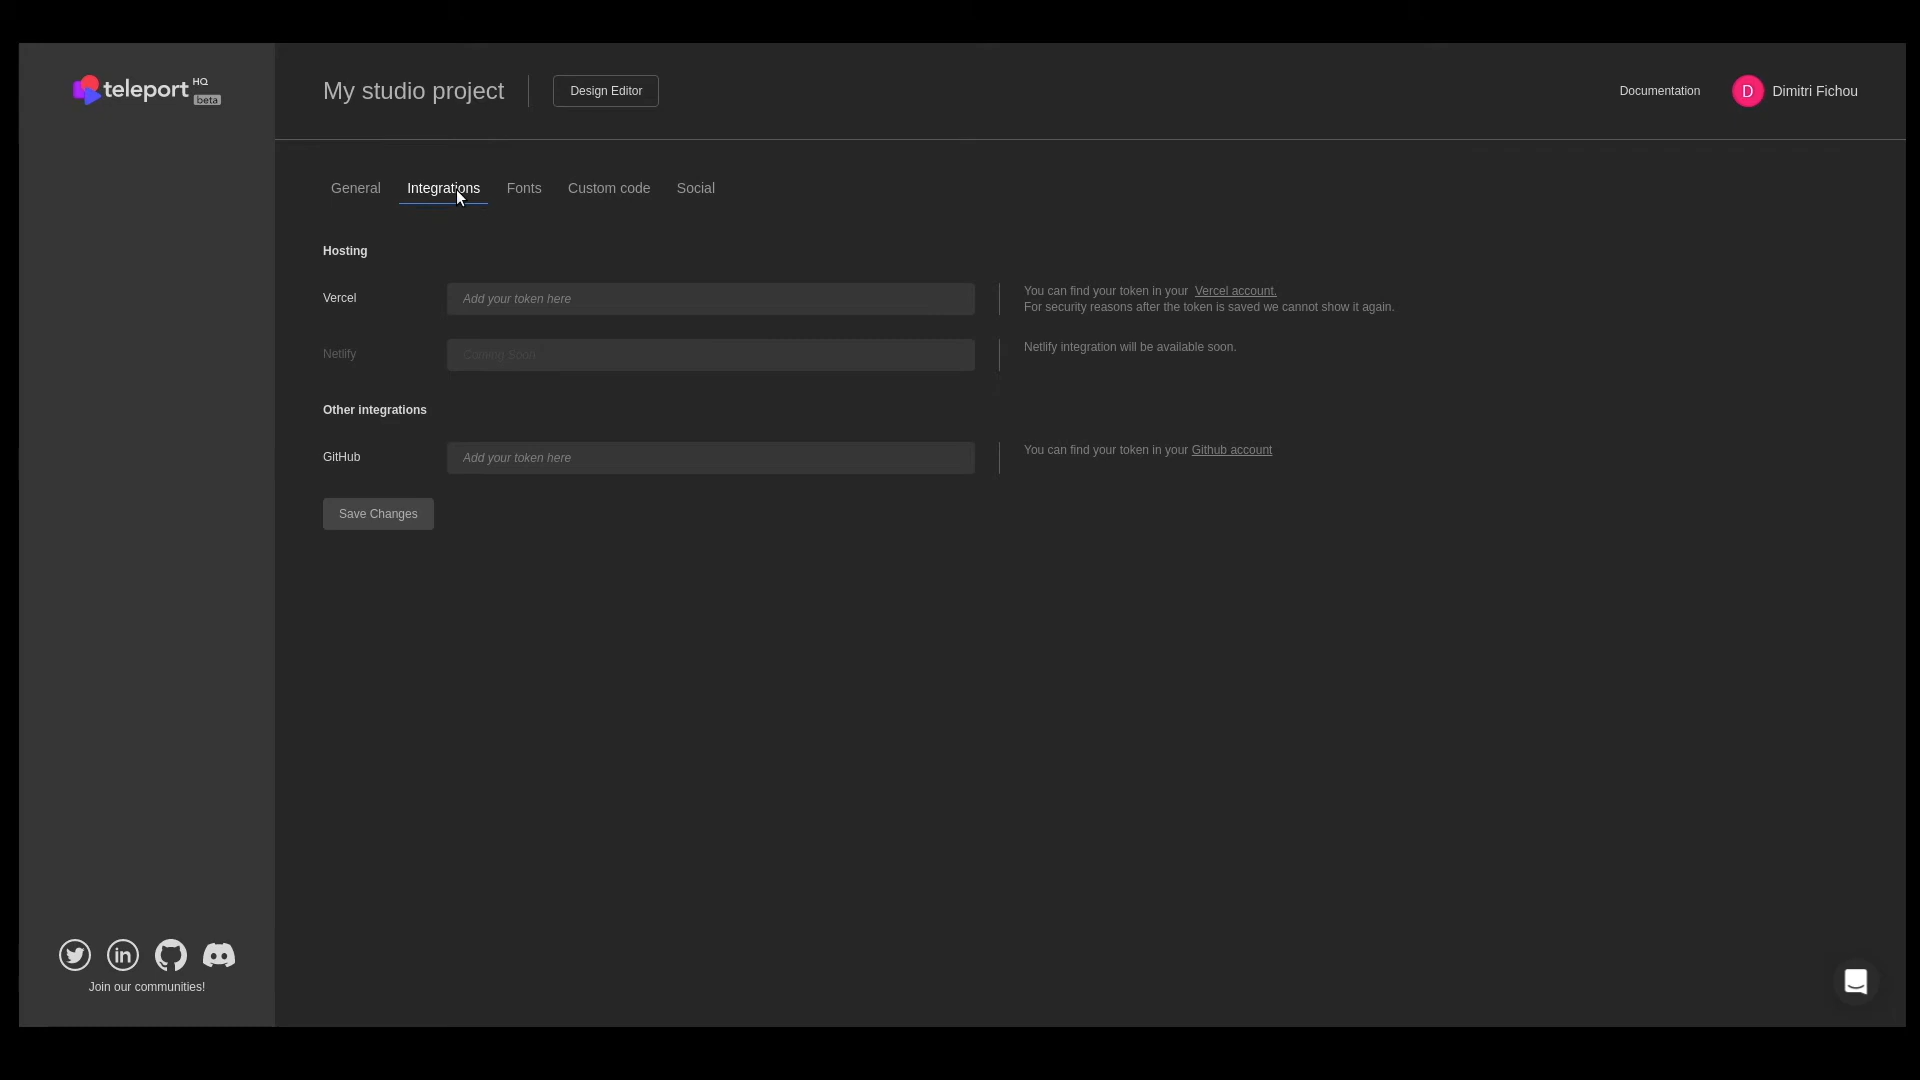 teleport HQ
beta
My studio project
Design Editor
Documentation
D
Dimitri Fichou
General
Integrations
Fonts
Custom code
Social
Hosting
Vercel
Add your token here
You can find your token in your Vercel account.
For security reasons after the token is saved we cannot show it again.
Netlify
Coming Soon
Netlify integration will be available soon.
Other integrations
GitHub
Add your token here
You can find your token in your Github account
Save Changes
in
Join our communities!